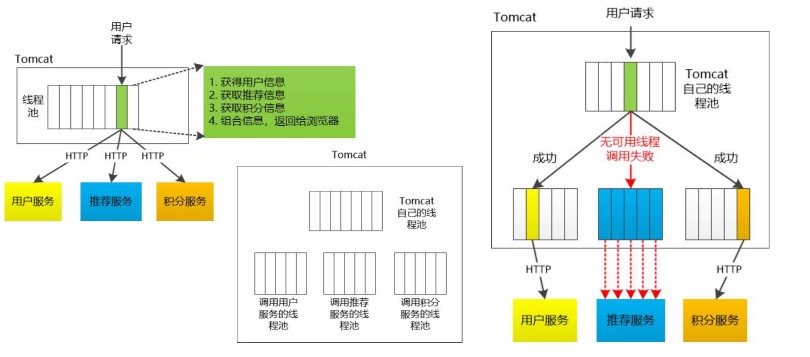 用户
请求
Tomcat
线程
池
1. 获得用户信息
2. 获取推荐信息
3. 获取积分信息
4. 组合信息，返回给浏览器
HTTP
HTTP
HTTP
用户服务
推荐服务
积分服务
Tomcat
Tomcat
自己的线
程池
调用用户
服务的线
程池
调用推荐
服务的线
程池
调用积分
服务的线
程池
Tomcat
用户请求
Tomcat
自己的线
程池
成功
无可用线程
调用失败
成功
HTTP
HTTP
用户服务
推荐服务
积分服务